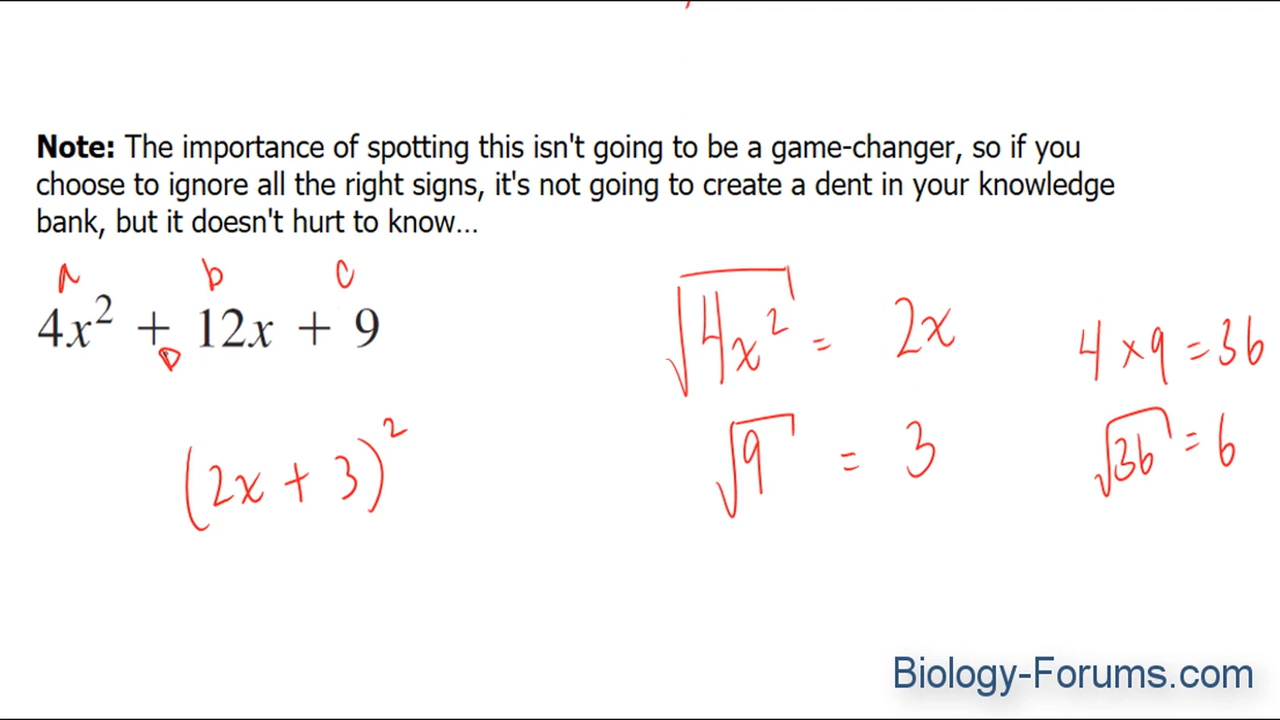 Note: The importance of spotting this isn't going to be a game-changer, so if you
choose to ignore all the right signs, it's not going to create a dent in your knowledge
bank, but it doesn't hurt to know...
a b c
4x² + 12x + 9
(2x + 3)²
√4x² = 2x
√9 = 3
4 × 9 = 36
√36 = 6
Biology-Forums.com